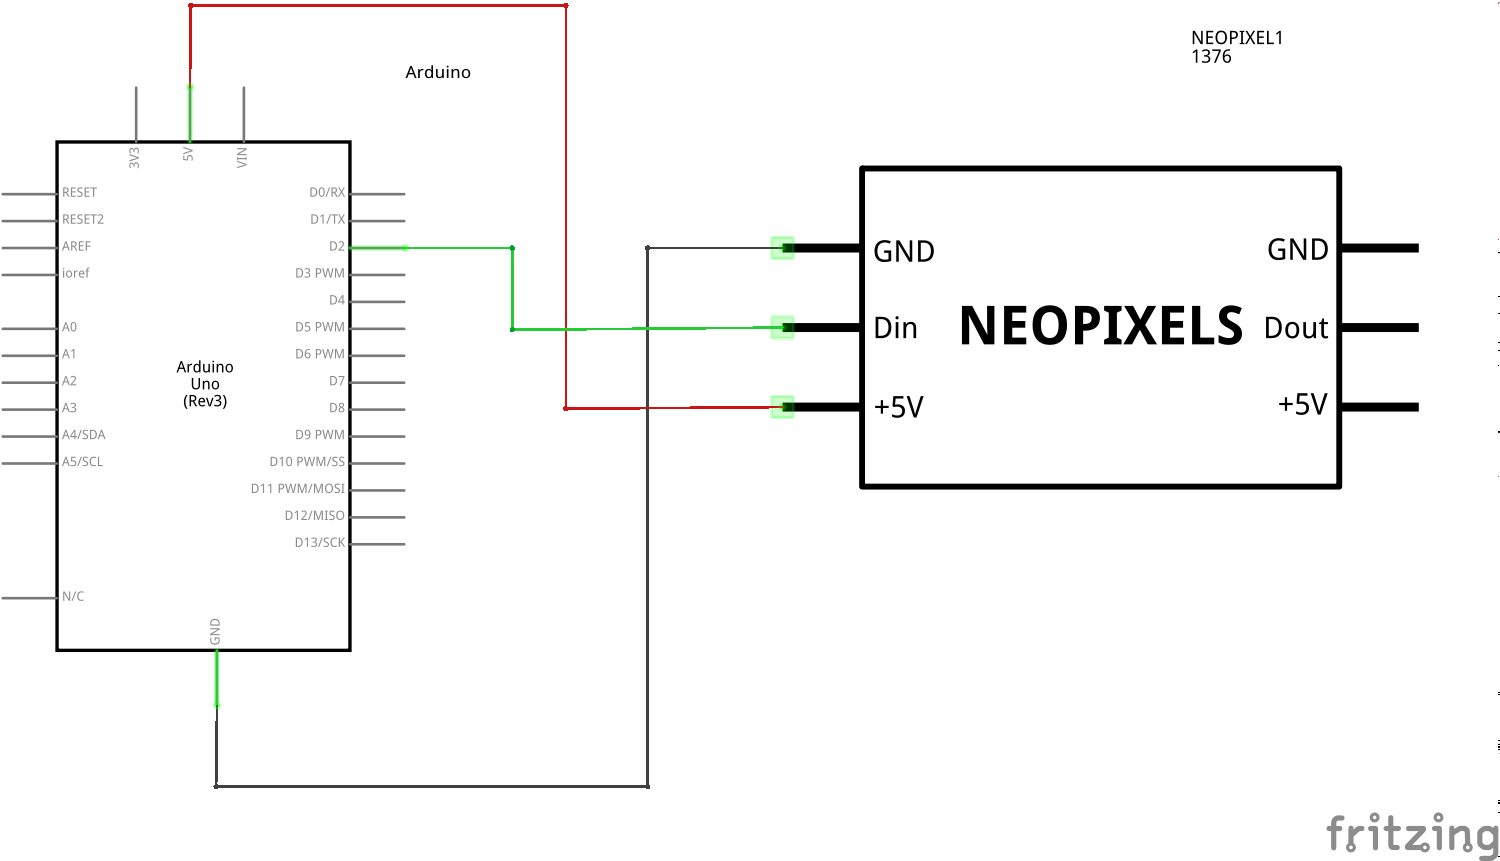 NEOPIXEL1
1376
Arduino
3V3
5V
VIN
RESET
RESET2
AREF
ioref
A0
A1
A2
A3
A4/SDA
A5/SCL
N/C
D0/RX
D1/TX
D2
D3 PWM
D4
D5 PWM
D6 PWM
D7
D8
D9 PWM
D10 PWM/SS
D11 PWM/MOSI
D12/MISO
D13/SCK
Arduino
Uno
(Rev3)
GND
GND
Din
+5V
NEOPIXELS
GND
Dout
+5V
fritzing